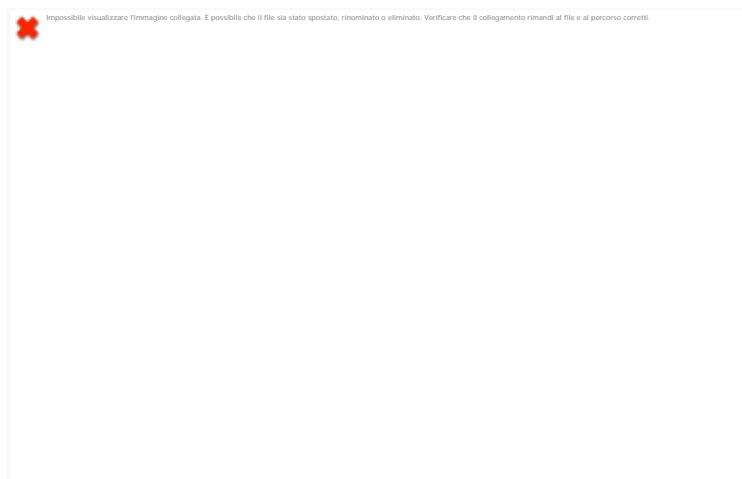 Impossibile visualizzare l'immagine collegata. È possibile che il file sia stato spostato, rinominato o eliminato. Verificare che il collegamento rimandi al file e al percorso corretti.